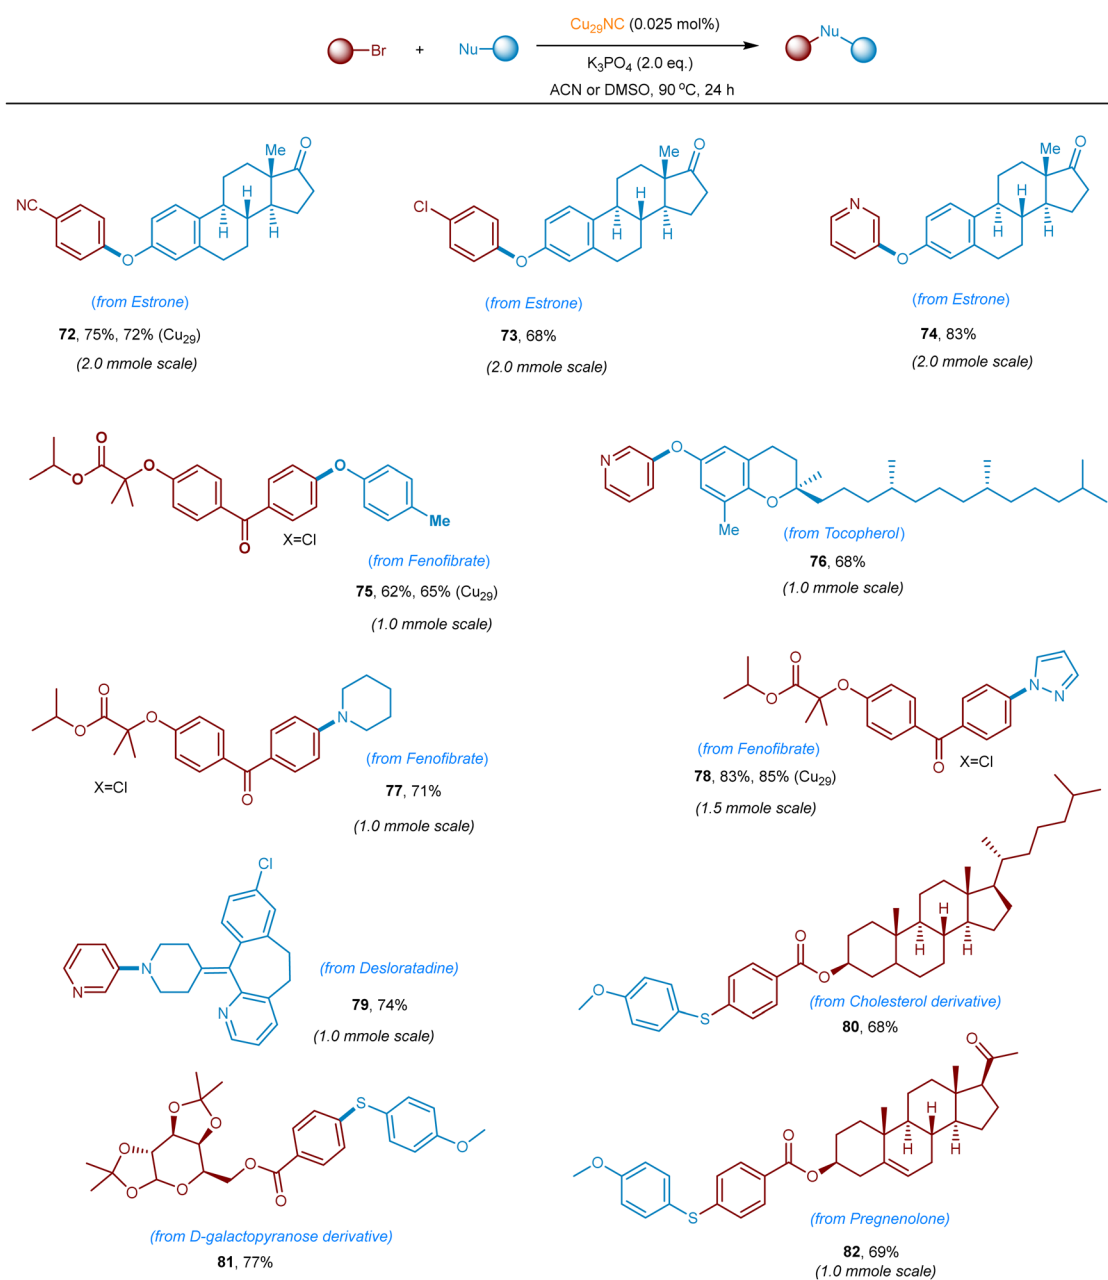 Cu29NC (0.025 mol%)
Br + Nu Nu
K3PO4 (2.0 eq.)
ACN or DMSO, 90 ºC, 24 h
NC O Me O H H H
Cl O Me O H H H
N O Me O H H H
(from Estrone)
(from Estrone)
(from Estrone)
72, 75%, 72% (Cu29)
73, 68%
74, 83%
(2.0 mmole scale)
(2.0 mmole scale)
(2.0 mmole scale)
O O O O O Me
X=Cl
N O O Me Me
(from Fenofibrate)
(from Tocopherol)
75, 62%, 65% (Cu29)
76, 68%
(1.0 mmole scale)
(1.0 mmole scale)
O O O O N
X=Cl
O O O O N N
X=Cl
(from Fenofibrate)
(from Fenofibrate)
77, 71%
78, 83%, 85% (Cu29)
(1.0 mmole scale)
(1.5 mmole scale)
Cl N N N
(from Desloratadine)
79, 74%
(1.0 mmole scale)
O S O O H H H
(from Cholesterol derivative)
80, 68%
O O O O O O O S O
(from D-galactopyranose derivative)
81, 77%
O S O O O H H H
(from Pregnenolone)
82, 69%
(1.0 mmole scale)